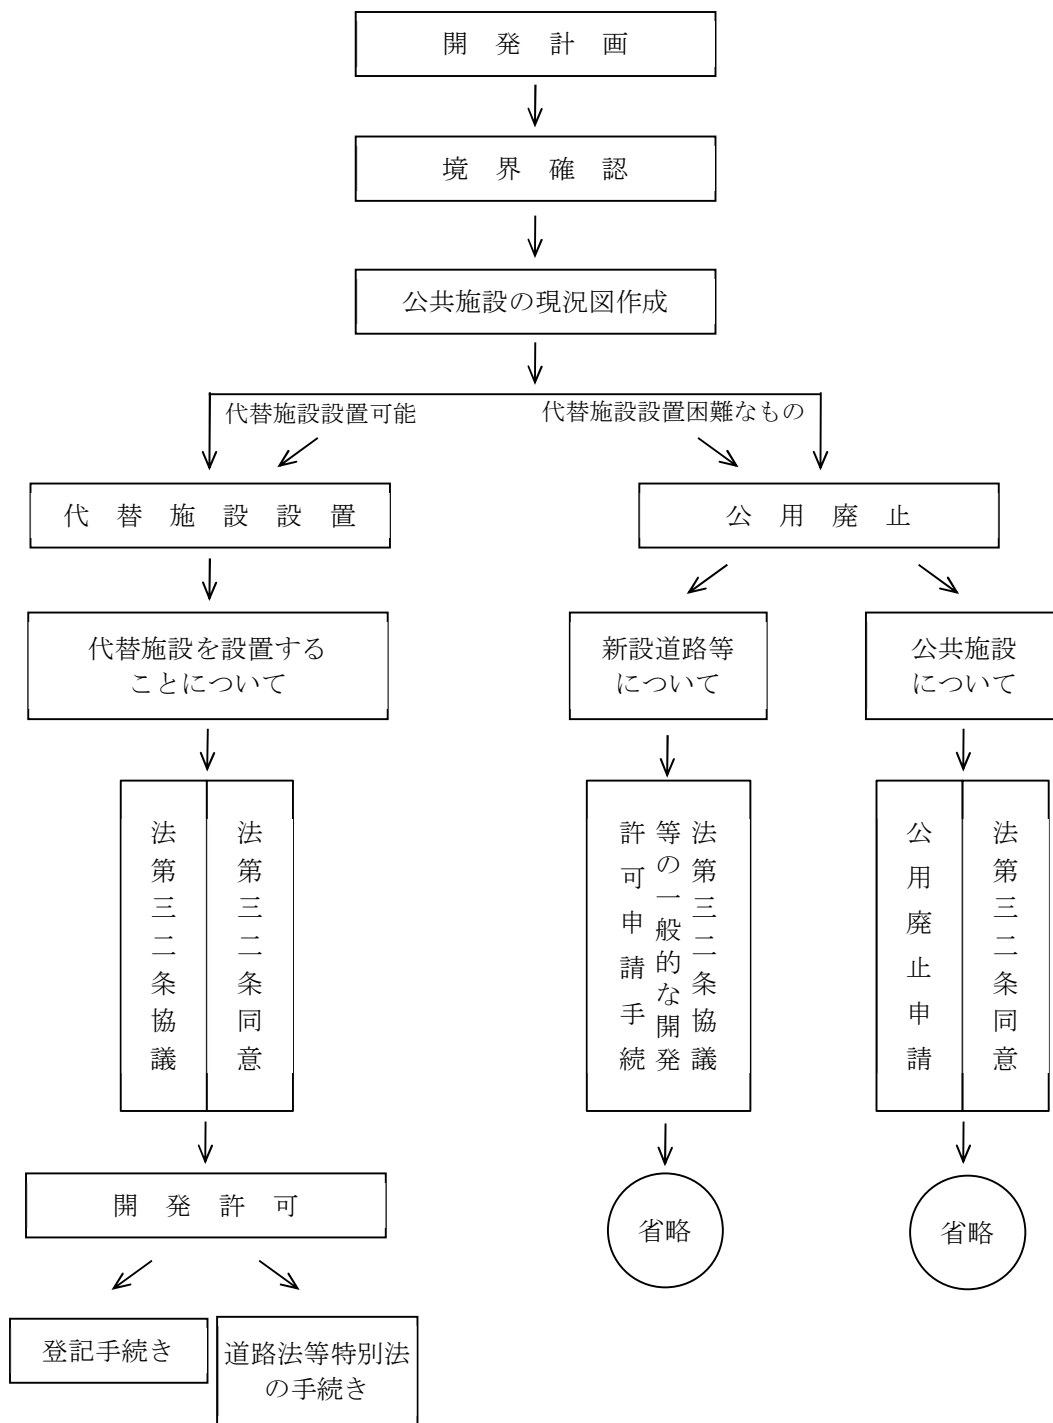 開発計画
境界確認
公共施設の現況図作成
代替施設設置可能
代替施設設置困難なもの
代替施設設置
公用廃止
代替施設を設置する
ことについて
新設道路等
について
公共施設
について
法第三二条同意
法第三二条協議
法第三二条協議
等の一般的な開発
許可申請手続
法第三二条同意
公用廃止申請
開発許可
省略
省略
登記手続き
道路法等特別法
の手続き